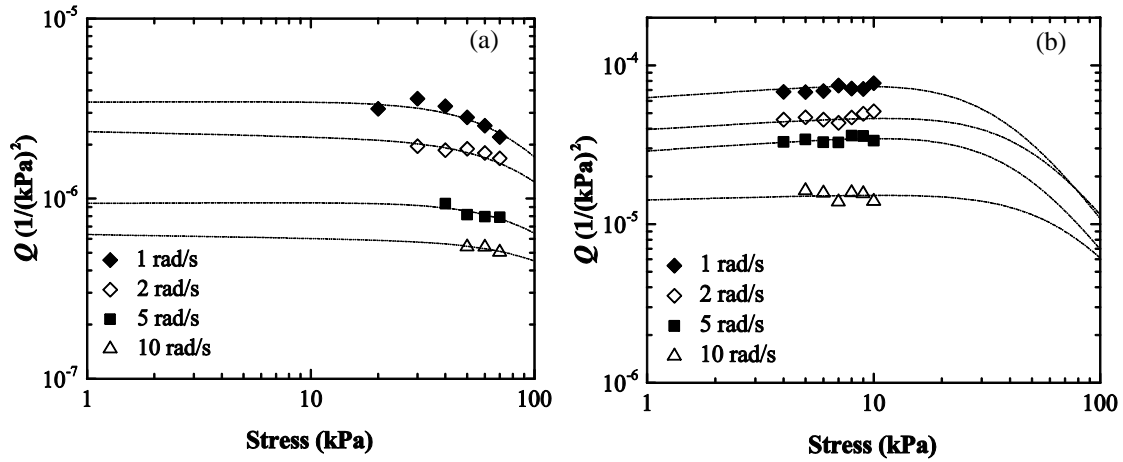 (a)
10⁻⁵
10⁻⁶
10⁻⁷
Q (1/(kPa)²)
1 rad/s
2 rad/s
5 rad/s
10 rad/s
1 10 100
Stress (kPa)
(b)
10⁻⁴
10⁻⁵
10⁻⁶
Q (1/(kPa)²)
1 rad/s
2 rad/s
5 rad/s
10 rad/s
1 10 100
Stress (kPa)